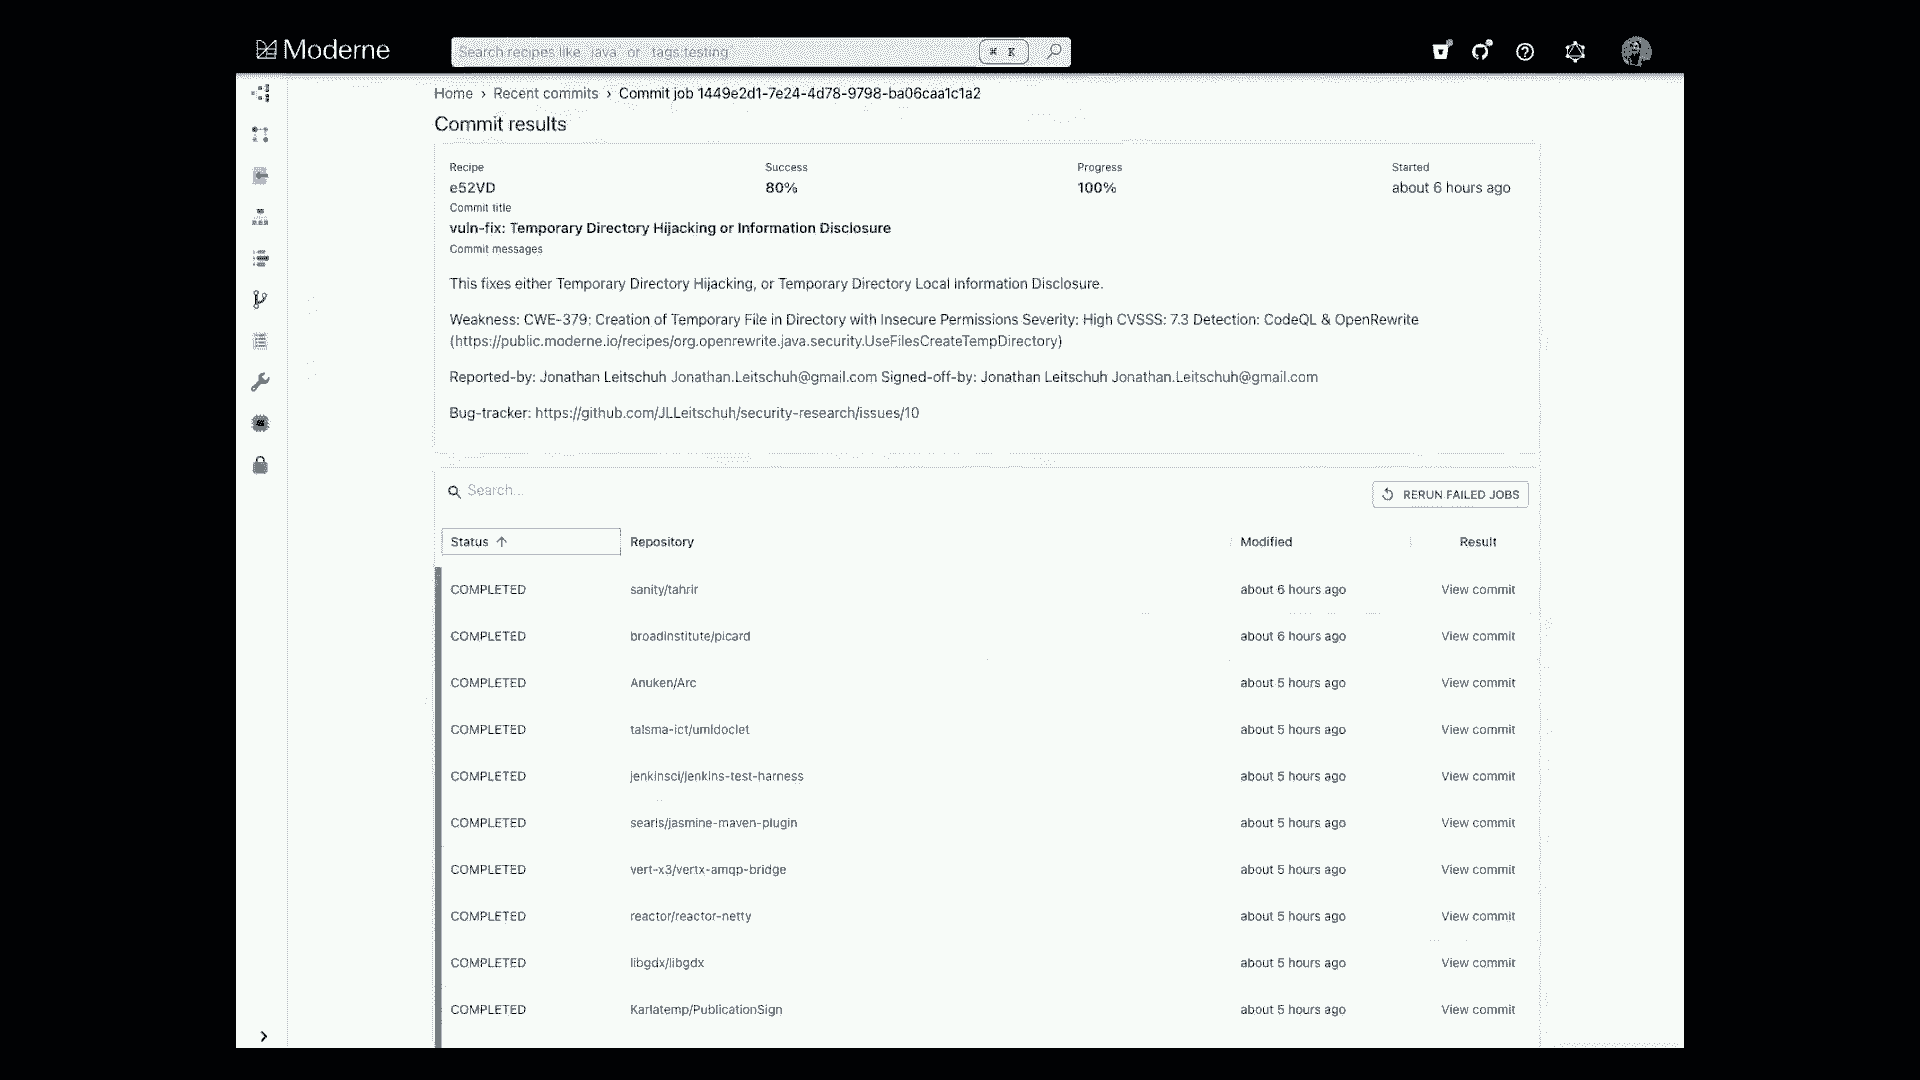 Moderne
Search recipes like java or tags:testing
⌘ K
Home › Recent commits › Commit job 1449e2d1-7e24-4d78-9798-ba06caa1c1a2
Commit results
Recipe Success Progress Started
e52VD 80% 100% about 6 hours ago
Commit title
vuln-fix: Temporary Directory Hijacking or Information Disclosure
Commit messages
This fixes either Temporary Directory Hijacking, or Temporary Directory Local Information Disclosure.
Weakness: CWE-379: Creation of Temporary File in Directory with Insecure Permissions Severity: High CVSSS: 7.3 Detection: CodeQL & OpenRewrite
(https://public.moderne.io/recipes/org.openrewrite.java.security.UseFilesCreateTempDirectory)
Reported-by: Jonathan Leitschuh Jonathan.Leitschuh@gmail.com Signed-off-by: Jonathan Leitschuh Jonathan.Leitschuh@gmail.com
Bug-tracker: https://github.com/JLLeitschuh/security-research/issues/10
Search...
RERUN FAILED JOBS
Status ↑ Repository Modified Result
COMPLETED sanity/tahrir about 6 hours ago View commit
COMPLETED broadinstitute/picard about 6 hours ago View commit
COMPLETED Anuken/Arc about 5 hours ago View commit
COMPLETED talsma-ict/umldoclet about 5 hours ago View commit
COMPLETED jenkinsci/jenkins-test-harness about 5 hours ago View commit
COMPLETED searls/jasmine-maven-plugin about 5 hours ago View commit
COMPLETED vert-x3/vertx-amqp-bridge about 5 hours ago View commit
COMPLETED reactor/reactor-netty about 5 hours ago View commit
COMPLETED libgdx/libgdx about 5 hours ago View commit
COMPLETED Karlatemp/PublicationSign about 5 hours ago View commit